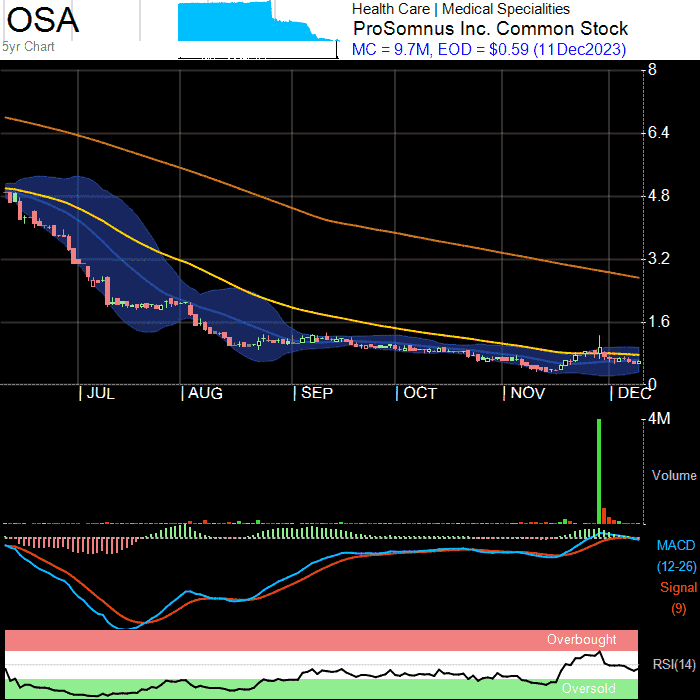 OSA
5yr Chart
Health Care | Medical Specialities
ProSomnus Inc. Common Stock
MC = 9.7M, EOD = $0.59 (11Dec2023)
8
6.4
4.8
3.2
1.6
0
| JUL | AUG | SEP | OCT | NOV | DEC
4M
Volume
MACD
(12-26)
Signal
(9)
Overbought
RSI(14)
Oversold